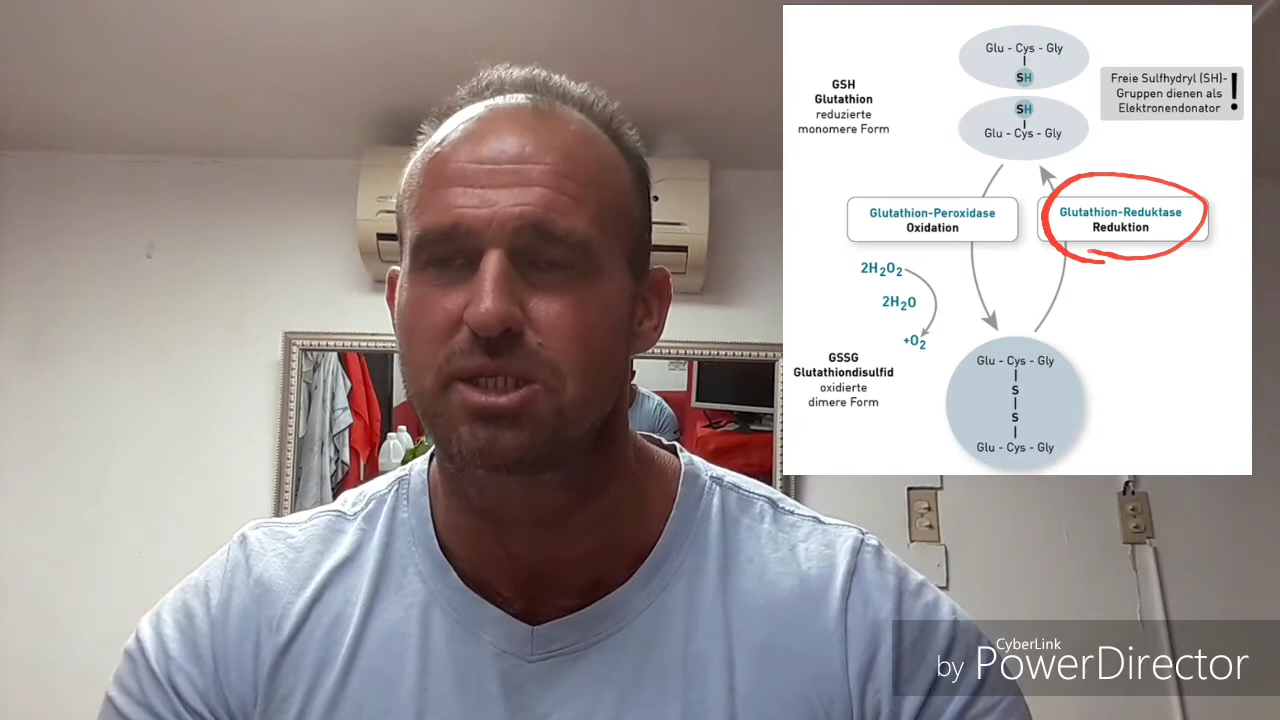 Glu - Cys - Gly
SH
GSH
Glutathion
reduzierte
monomere Form
Freie Sulfhydryl (SH)-
Gruppen dienen als
Elektronendonator
!
SH
Glu - Cys - Gly
Glutathion-Peroxidase
Oxidation
Glutathion-Reduktase
Reduktion
2H₂O₂
2H₂O
+O₂
GSSG
Glutathiondisulfid
oxidierte
dimere Form
Glu - Cys - Gly
S
S
Glu - Cys - Gly
CyberLink
by PowerDirector